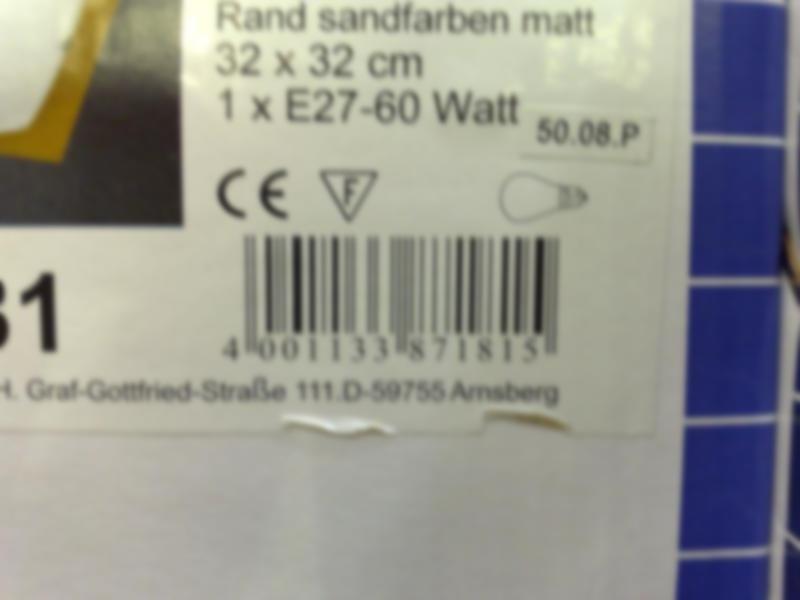 Rand sandfarben matt
32 x 32 cm
1 x E27-60 Watt
50.08.P
CE F
31
4 001133 871815
H. Graf-Gottfried-Straße 111.D-59755 Arnsberg